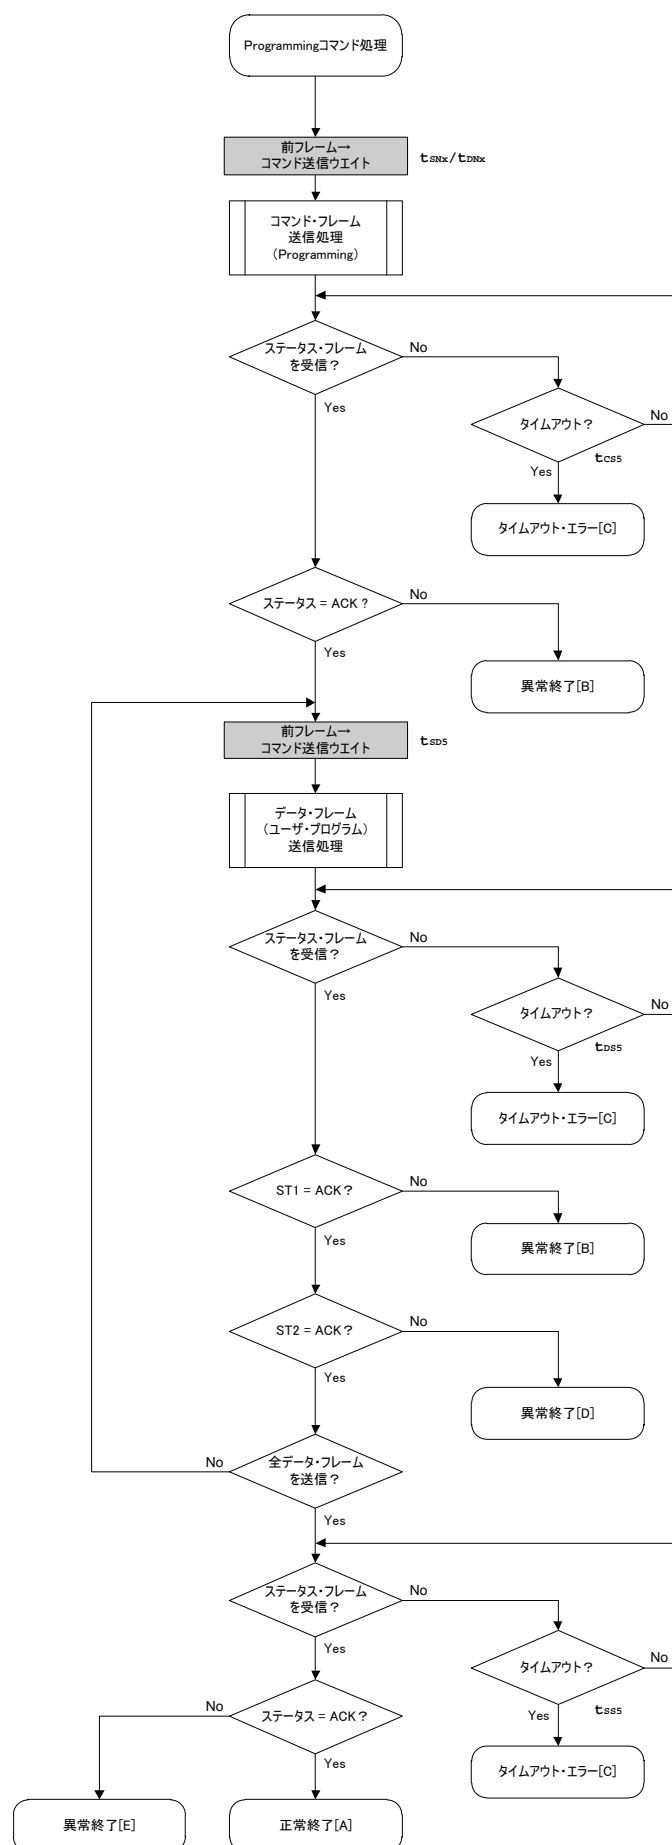 Programmingコマンド処理
前フレーム→
コマンド送信ウエイト
tSNx/tDNx
コマンド・フレーム
送信処理
（Programming）
ステータス・フレーム
を受信？
No
Yes
タイムアウト？
No
tCS5
Yes
タイムアウト・エラー[C]
ステータス = ACK ?
No
Yes
異常終了[B]
前フレーム→
コマンド送信ウエイト
tSD5
データ・フレーム
（ユーザ・プログラム）
送信処理
ステータス・フレーム
を受信？
No
Yes
タイムアウト？
No
tDS5
Yes
タイムアウト・エラー[C]
ST1 = ACK？
No
Yes
異常終了[B]
ST2 = ACK？
No
Yes
異常終了[D]
全データ・フレーム
を送信？
No
Yes
ステータス・フレーム
を受信？
No
Yes
タイムアウト？
No
tSS5
Yes
タイムアウト・エラー[C]
ステータス = ACK？
No
Yes
異常終了[E]
正常終了[A]